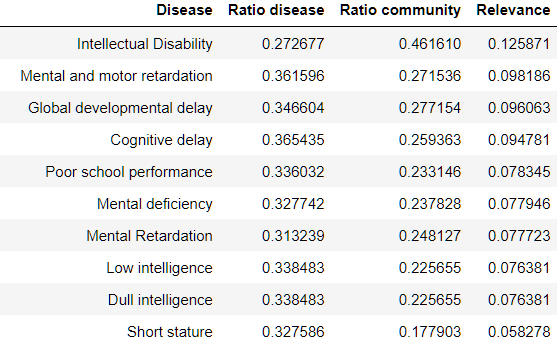 Disease Ratio disease Ratio community Relevance
Intellectual Disability 0.272677 0.461610 0.125871
Mental and motor retardation 0.361596 0.271536 0.098186
Global developmental delay 0.346604 0.277154 0.096063
Cognitive delay 0.365435 0.259363 0.094781
Poor school performance 0.336032 0.233146 0.078345
Mental deficiency 0.327742 0.237828 0.077946
Mental Retardation 0.313239 0.248127 0.077723
Low intelligence 0.338483 0.225655 0.076381
Dull intelligence 0.338483 0.225655 0.076381
Short stature 0.327586 0.177903 0.058278